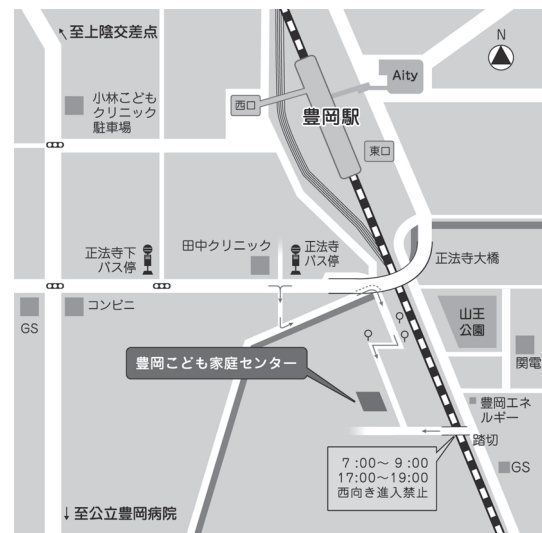 至上陰交差点
N
Aity
小林こども
クリニック
駐車場
西口
豊岡駅
東口
正法寺下
バス停
田中クリニック
正法寺
バス停
正法寺大橋
GS
コンビニ
山王
公園
関電
豊岡こども家庭センター
豊岡エネ
ルギー
踏切
7:00～9:00
17:00～19:00
西向き進入禁止
GS
至公立豊岡病院